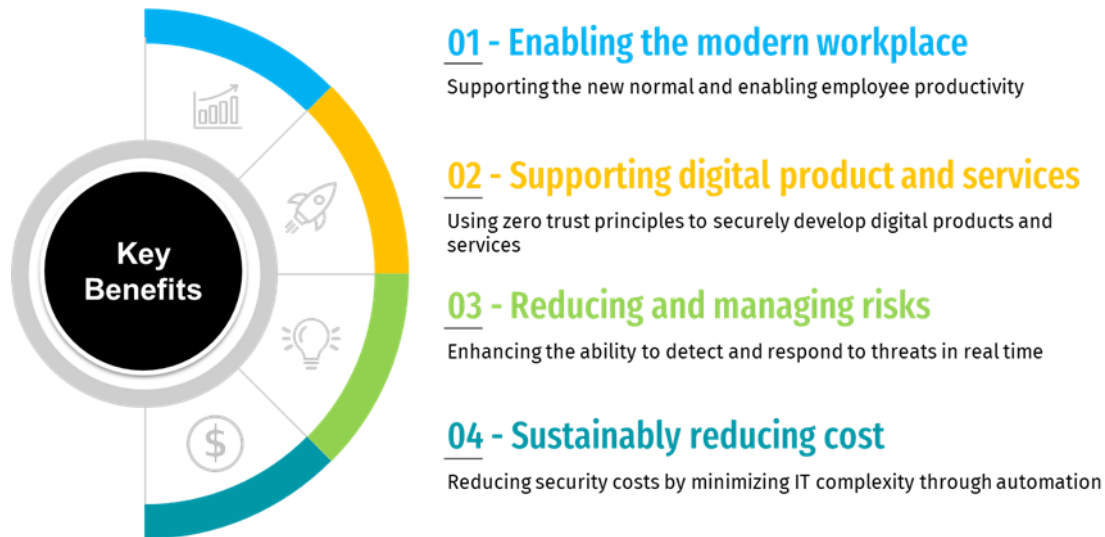 Key
Benefits
01 - Enabling the modern workplace
Supporting the new normal and enabling employee productivity
02 - Supporting digital product and services
Using zero trust principles to securely develop digital products and
services
03 - Reducing and managing risks
Enhancing the ability to detect and respond to threats in real time
04 - Sustainably reducing cost
Reducing security costs by minimizing IT complexity through automation
$